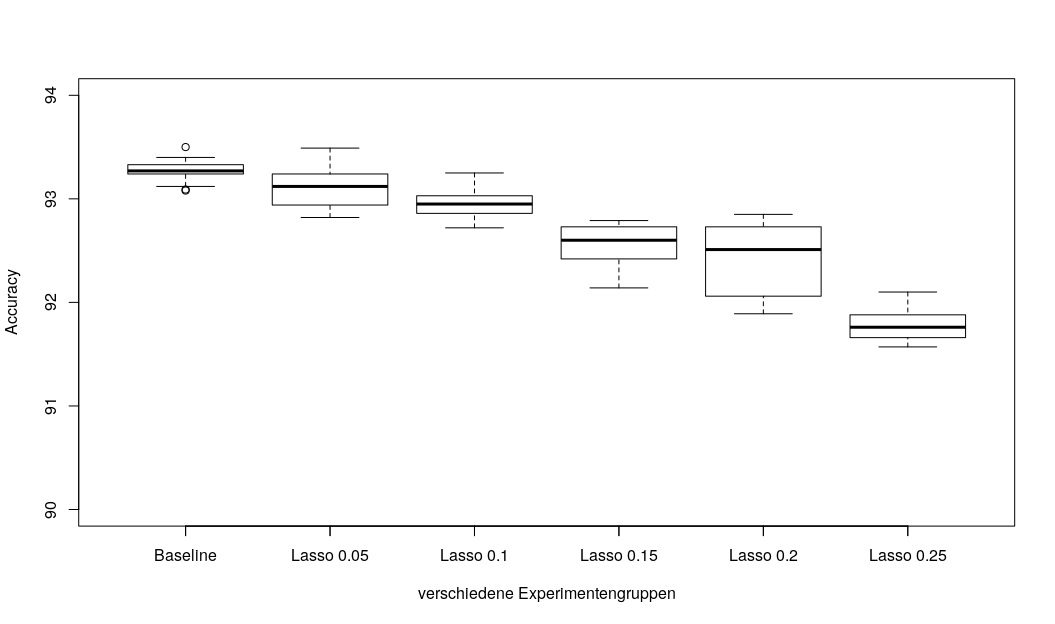 94
93
92
91
90
Accuracy
Baseline Lasso 0.05 Lasso 0.1 Lasso 0.15 Lasso 0.2 Lasso 0.25
verschiedene Experimentengruppen